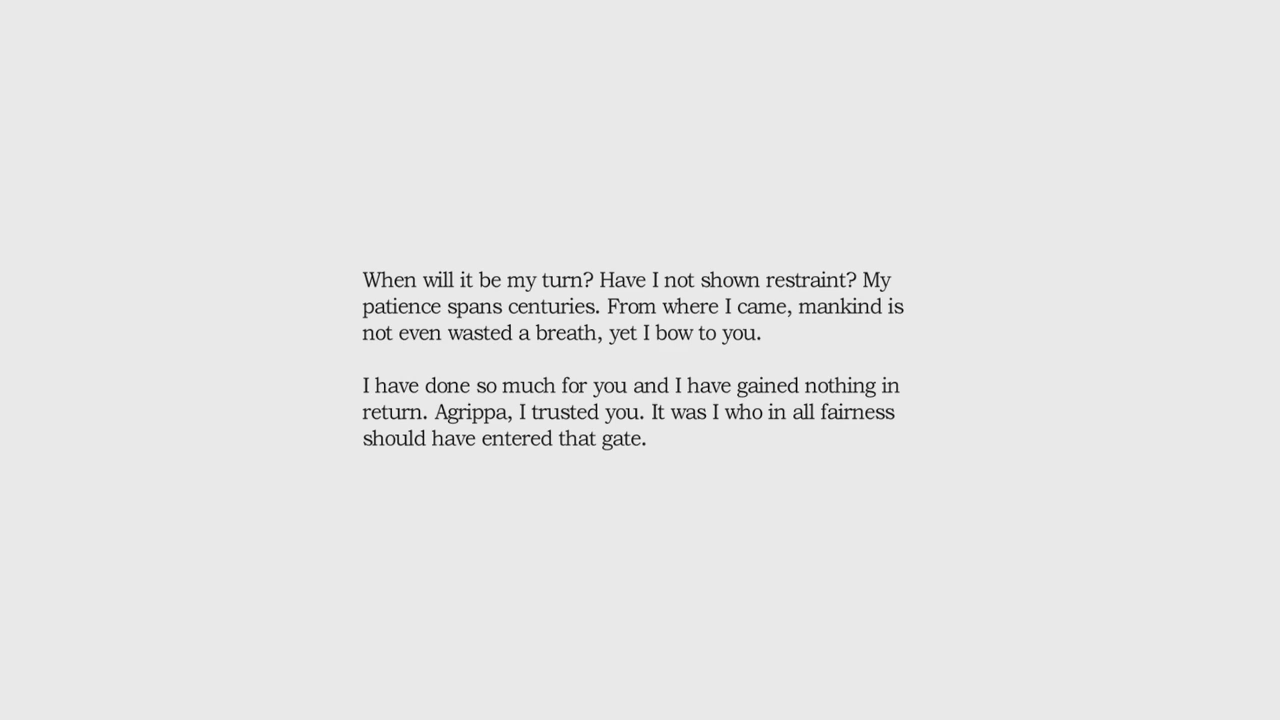 When will it be my turn? Have I not shown restraint? My
patience spans centuries. From where I came, mankind is
not even wasted a breath, yet I bow to you.
I have done so much for you and I have gained nothing in
return. Agrippa, I trusted you. It was I who in all fairness
should have entered that gate.